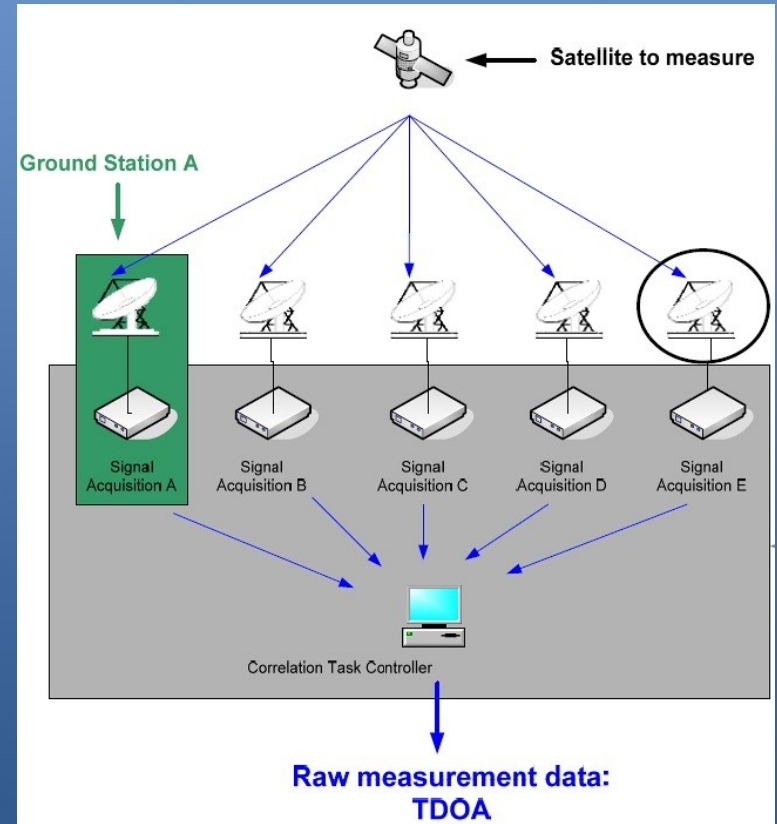 Satellite to measure
Ground Station A
Signal
Acquisition A
Signal
Acquisition B
Signal
Acquisition C
Signal
Acquisition D
Signal
Acquisition E
Correlation Task Controller
Raw measurement data:
TDOA